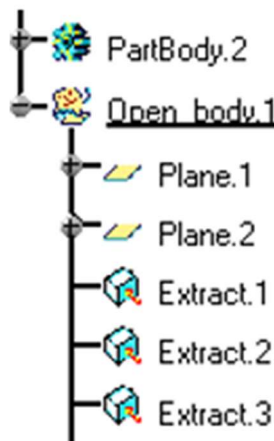 PartBody.2
Open_body.1
Plane.1
Plane.2
Extract.1
Extract.2
Extract.3